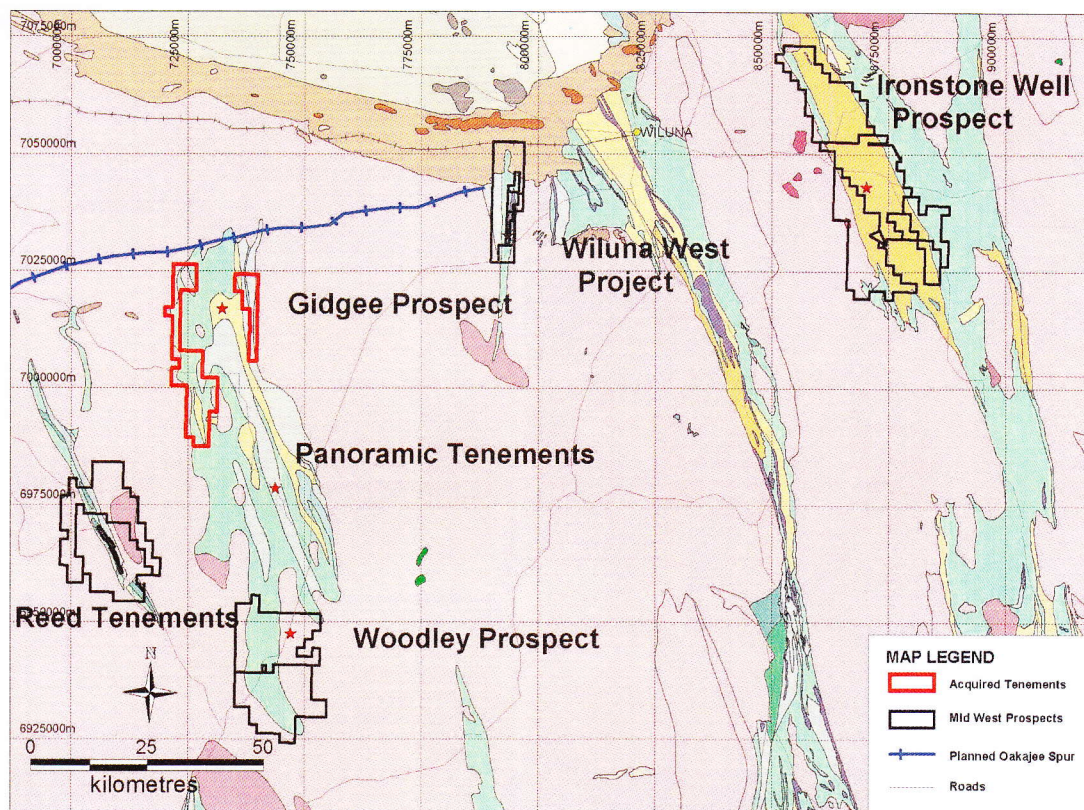 7075000m
700000m
725000m
750000m
775000m
800000m
825000m
850000m
875000m
900000m
Ironstone Well
Prospect
WILUNA
7050000m
Wiluna West
Project
7025000m
Gidgee Prospect
7000000m
Panoramic Tenements
6975000m
Reed Tenements
6950000m
Woodley Prospect
N
6925000m
0 25 50
kilometres
MAP LEGEND
Acquired Tenements
Mid West Prospects
Planned Oakajee Spur
Roads